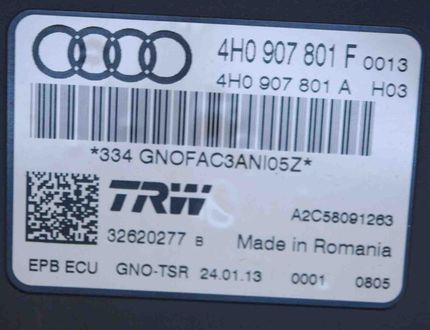 4H0 907 801 F 0013
4H0 907 801 A H03
*334 GNOFAC3ANI05Z*
TRW
A2C58091263
32620277 B Made in Romania
EPB ECU GNO-TSR 24.01.13 0001 0805